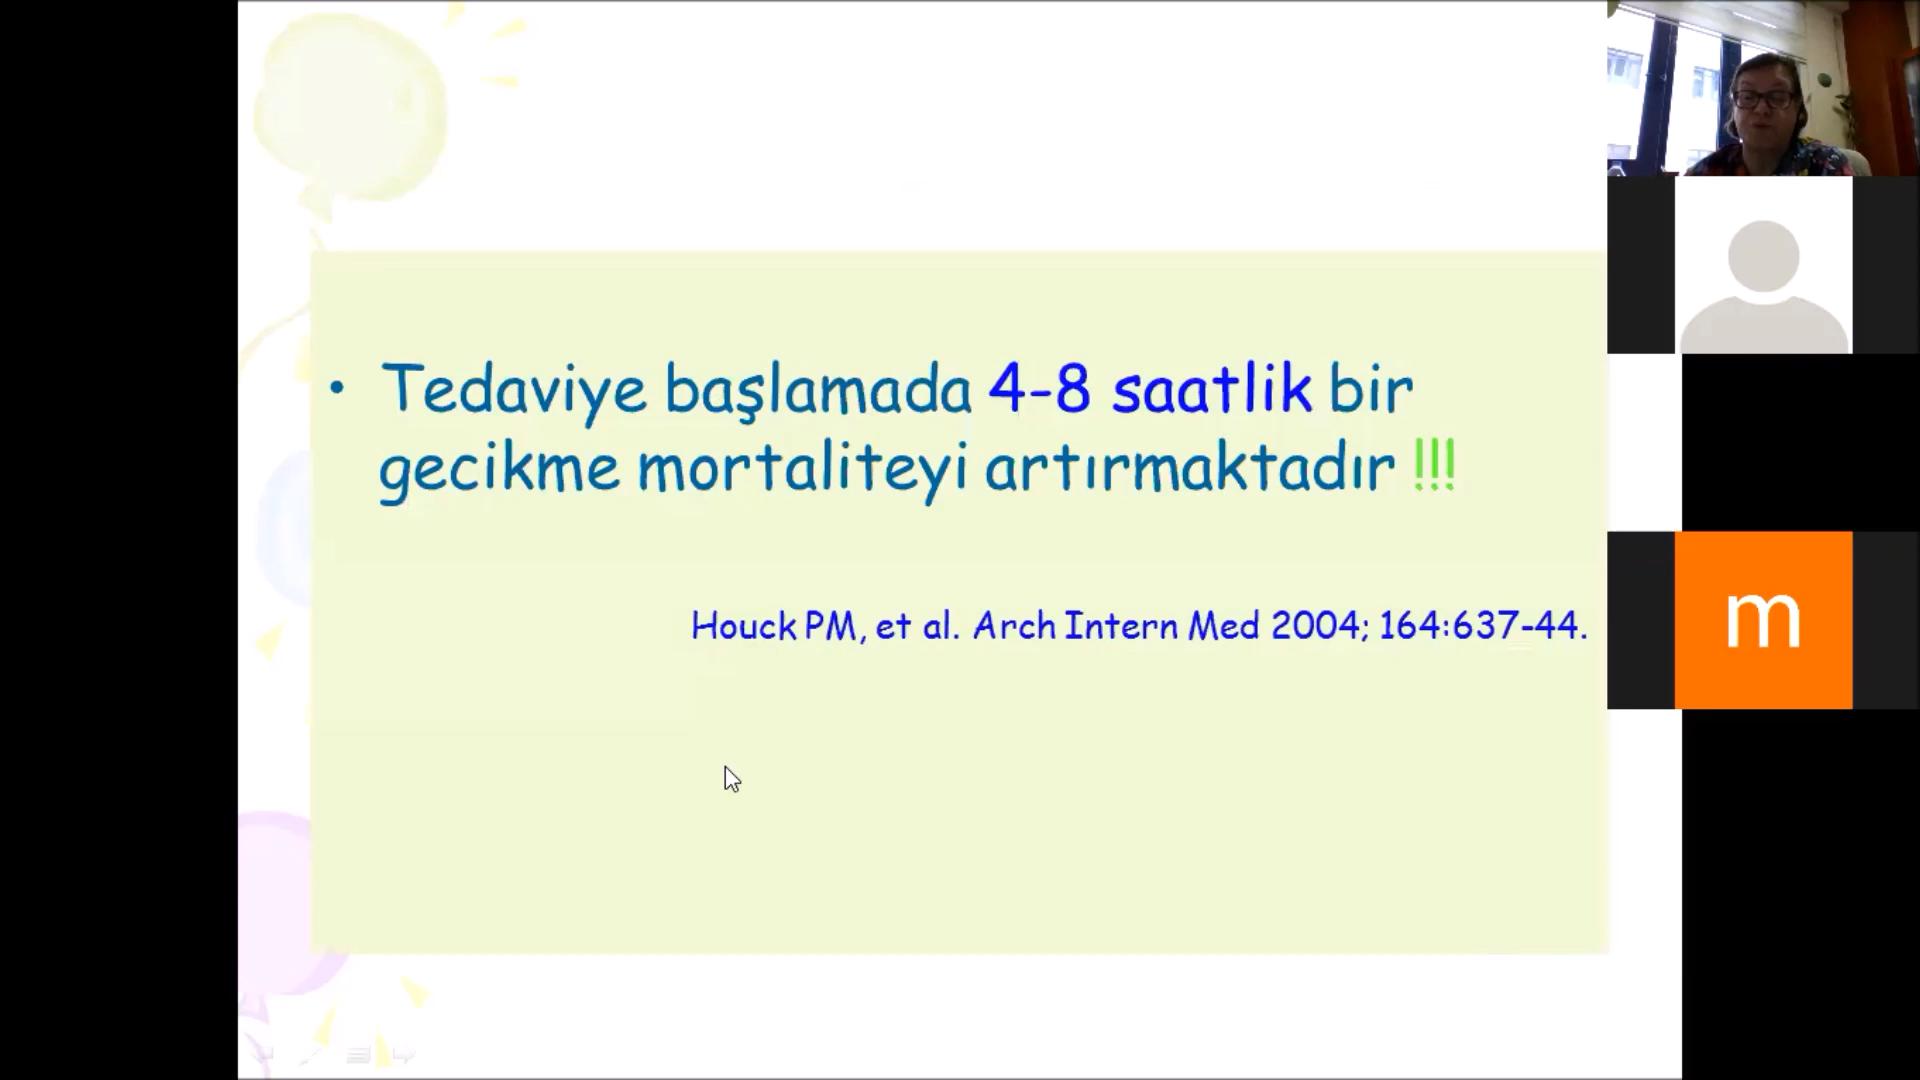 • Tedaviye başlamada 4-8 saatlik bir
gecikme mortaliteyi artırmaktadır !!!
Houck PM, et al. Arch Intern Med 2004; 164:637-44.
m